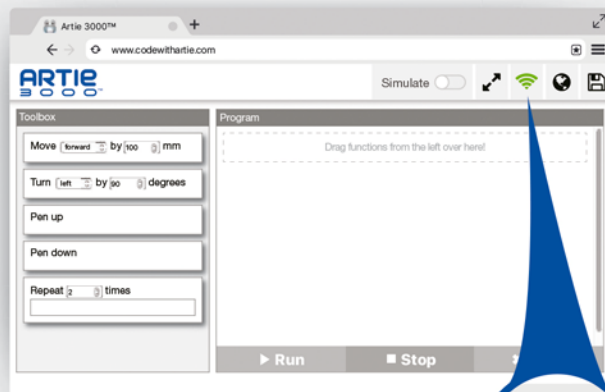 Artie 3000™
www.codewithartie.com
ARTIE
3000™
Simulate
Toolbox
Program
Move forward by 100 mm
Drag functions from the left over here!
Turn left by 90 degrees
Pen up
Pen down
Repeat 2 times
Run
Stop